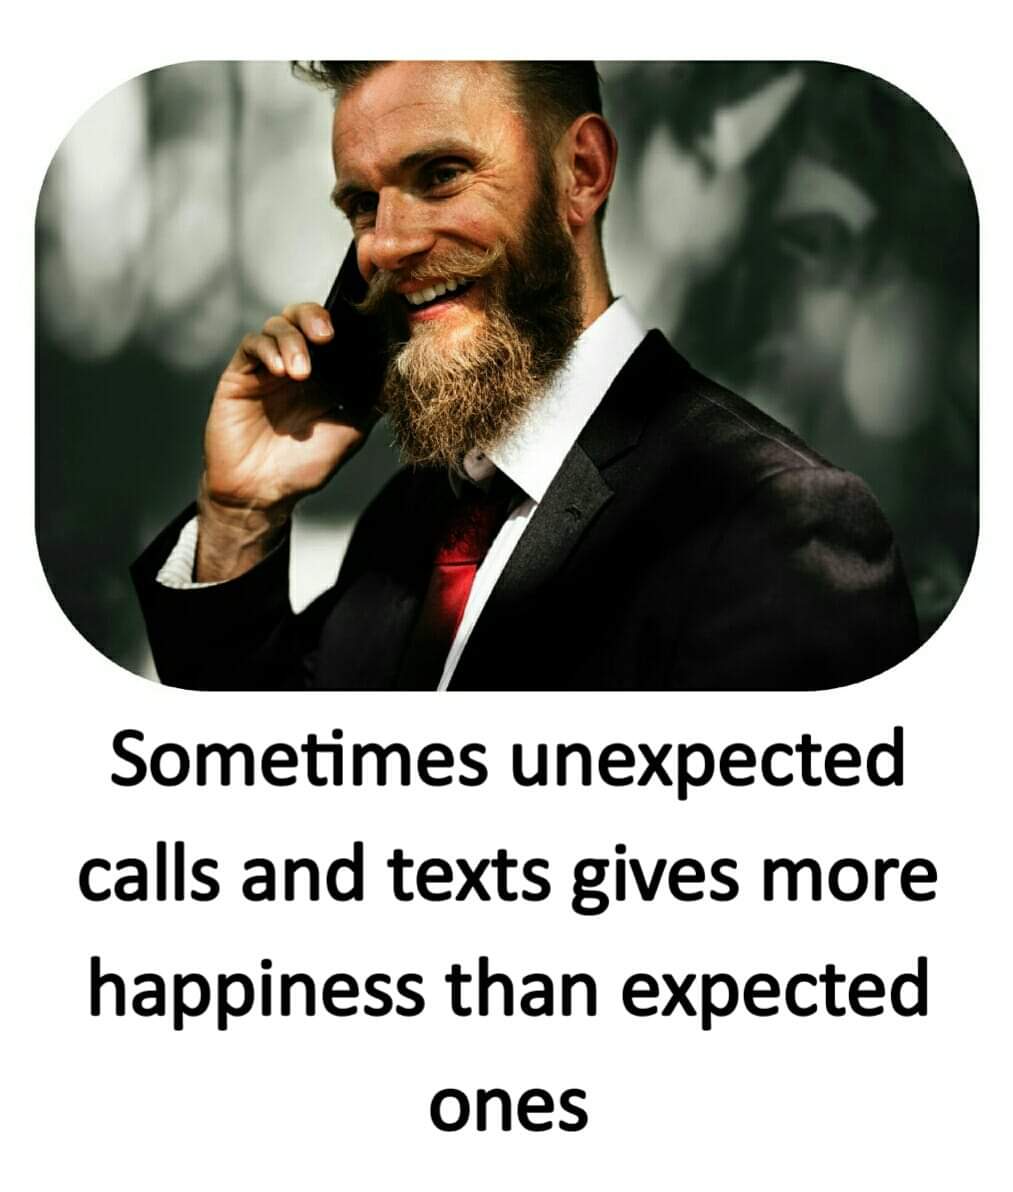 Sometimes unexpected
calls and texts gives more
happiness than expected
ones